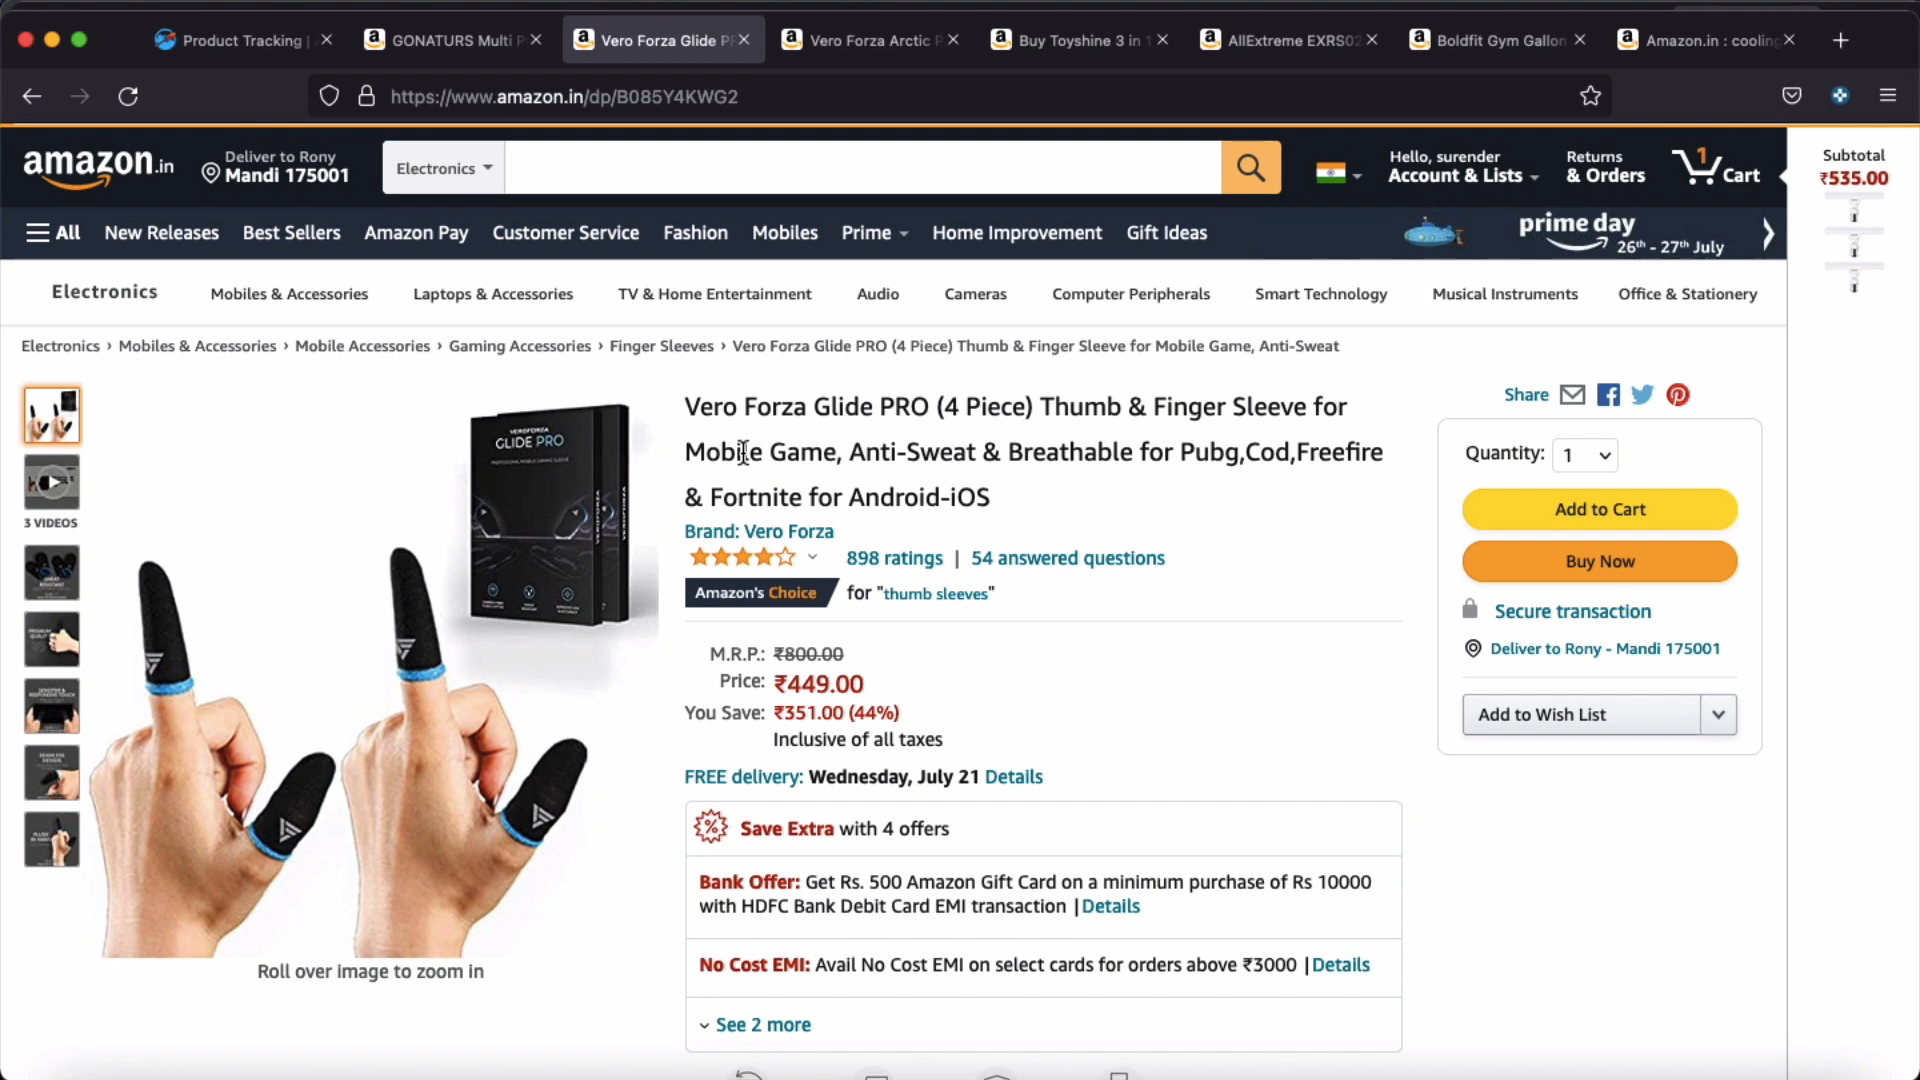 Product Tracking |
GONATURS Multi P
Vero Forza Glide P
Vero Forza Arctic P
Buy Toyshine 3 in 1
AllExtreme EXRS02
Boldfit Gym Gallon
Amazon.in : cooling
https://www.amazon.in/dp/B085Y4KWG2
amazon.in
Deliver to Rony
Mandi 175001
Electronics
Hello, surender
Account & Lists
Returns
& Orders
1
Cart
Subtotal
₹535.00
All
New Releases
Best Sellers
Amazon Pay
Customer Service
Fashion
Mobiles
Prime
Home Improvement
Gift Ideas
prime day
26th - 27th July
Electronics
Mobiles & Accessories
Laptops & Accessories
TV & Home Entertainment
Audio
Cameras
Computer Peripherals
Smart Technology
Musical Instruments
Office & Stationery
Electronics › Mobiles & Accessories › Mobile Accessories › Gaming Accessories › Finger Sleeves › Vero Forza Glide PRO (4 Piece) Thumb & Finger Sleeve for Mobile Game, Anti-Sweat
3 VIDEOS
VEROFORZA
GLIDE PRO
Roll over image to zoom in
Vero Forza Glide PRO (4 Piece) Thumb & Finger Sleeve for
Mobile Game, Anti-Sweat & Breathable for Pubg,Cod,Freefire
& Fortnite for Android-iOS
Brand: Vero Forza
898 ratings | 54 answered questions
Amazon's Choice for "thumb sleeves"
M.R.P.: ₹800.00
Price: ₹449.00
You Save: ₹351.00 (44%)
Inclusive of all taxes
FREE delivery: Wednesday, July 21 Details
Save Extra with 4 offers
Bank Offer: Get Rs. 500 Amazon Gift Card on a minimum purchase of Rs 10000
with HDFC Bank Debit Card EMI transaction | Details
No Cost EMI: Avail No Cost EMI on select cards for orders above ₹3000 | Details
See 2 more
Share
Quantity: 1
Add to Cart
Buy Now
Secure transaction
Deliver to Rony - Mandi 175001
Add to Wish List